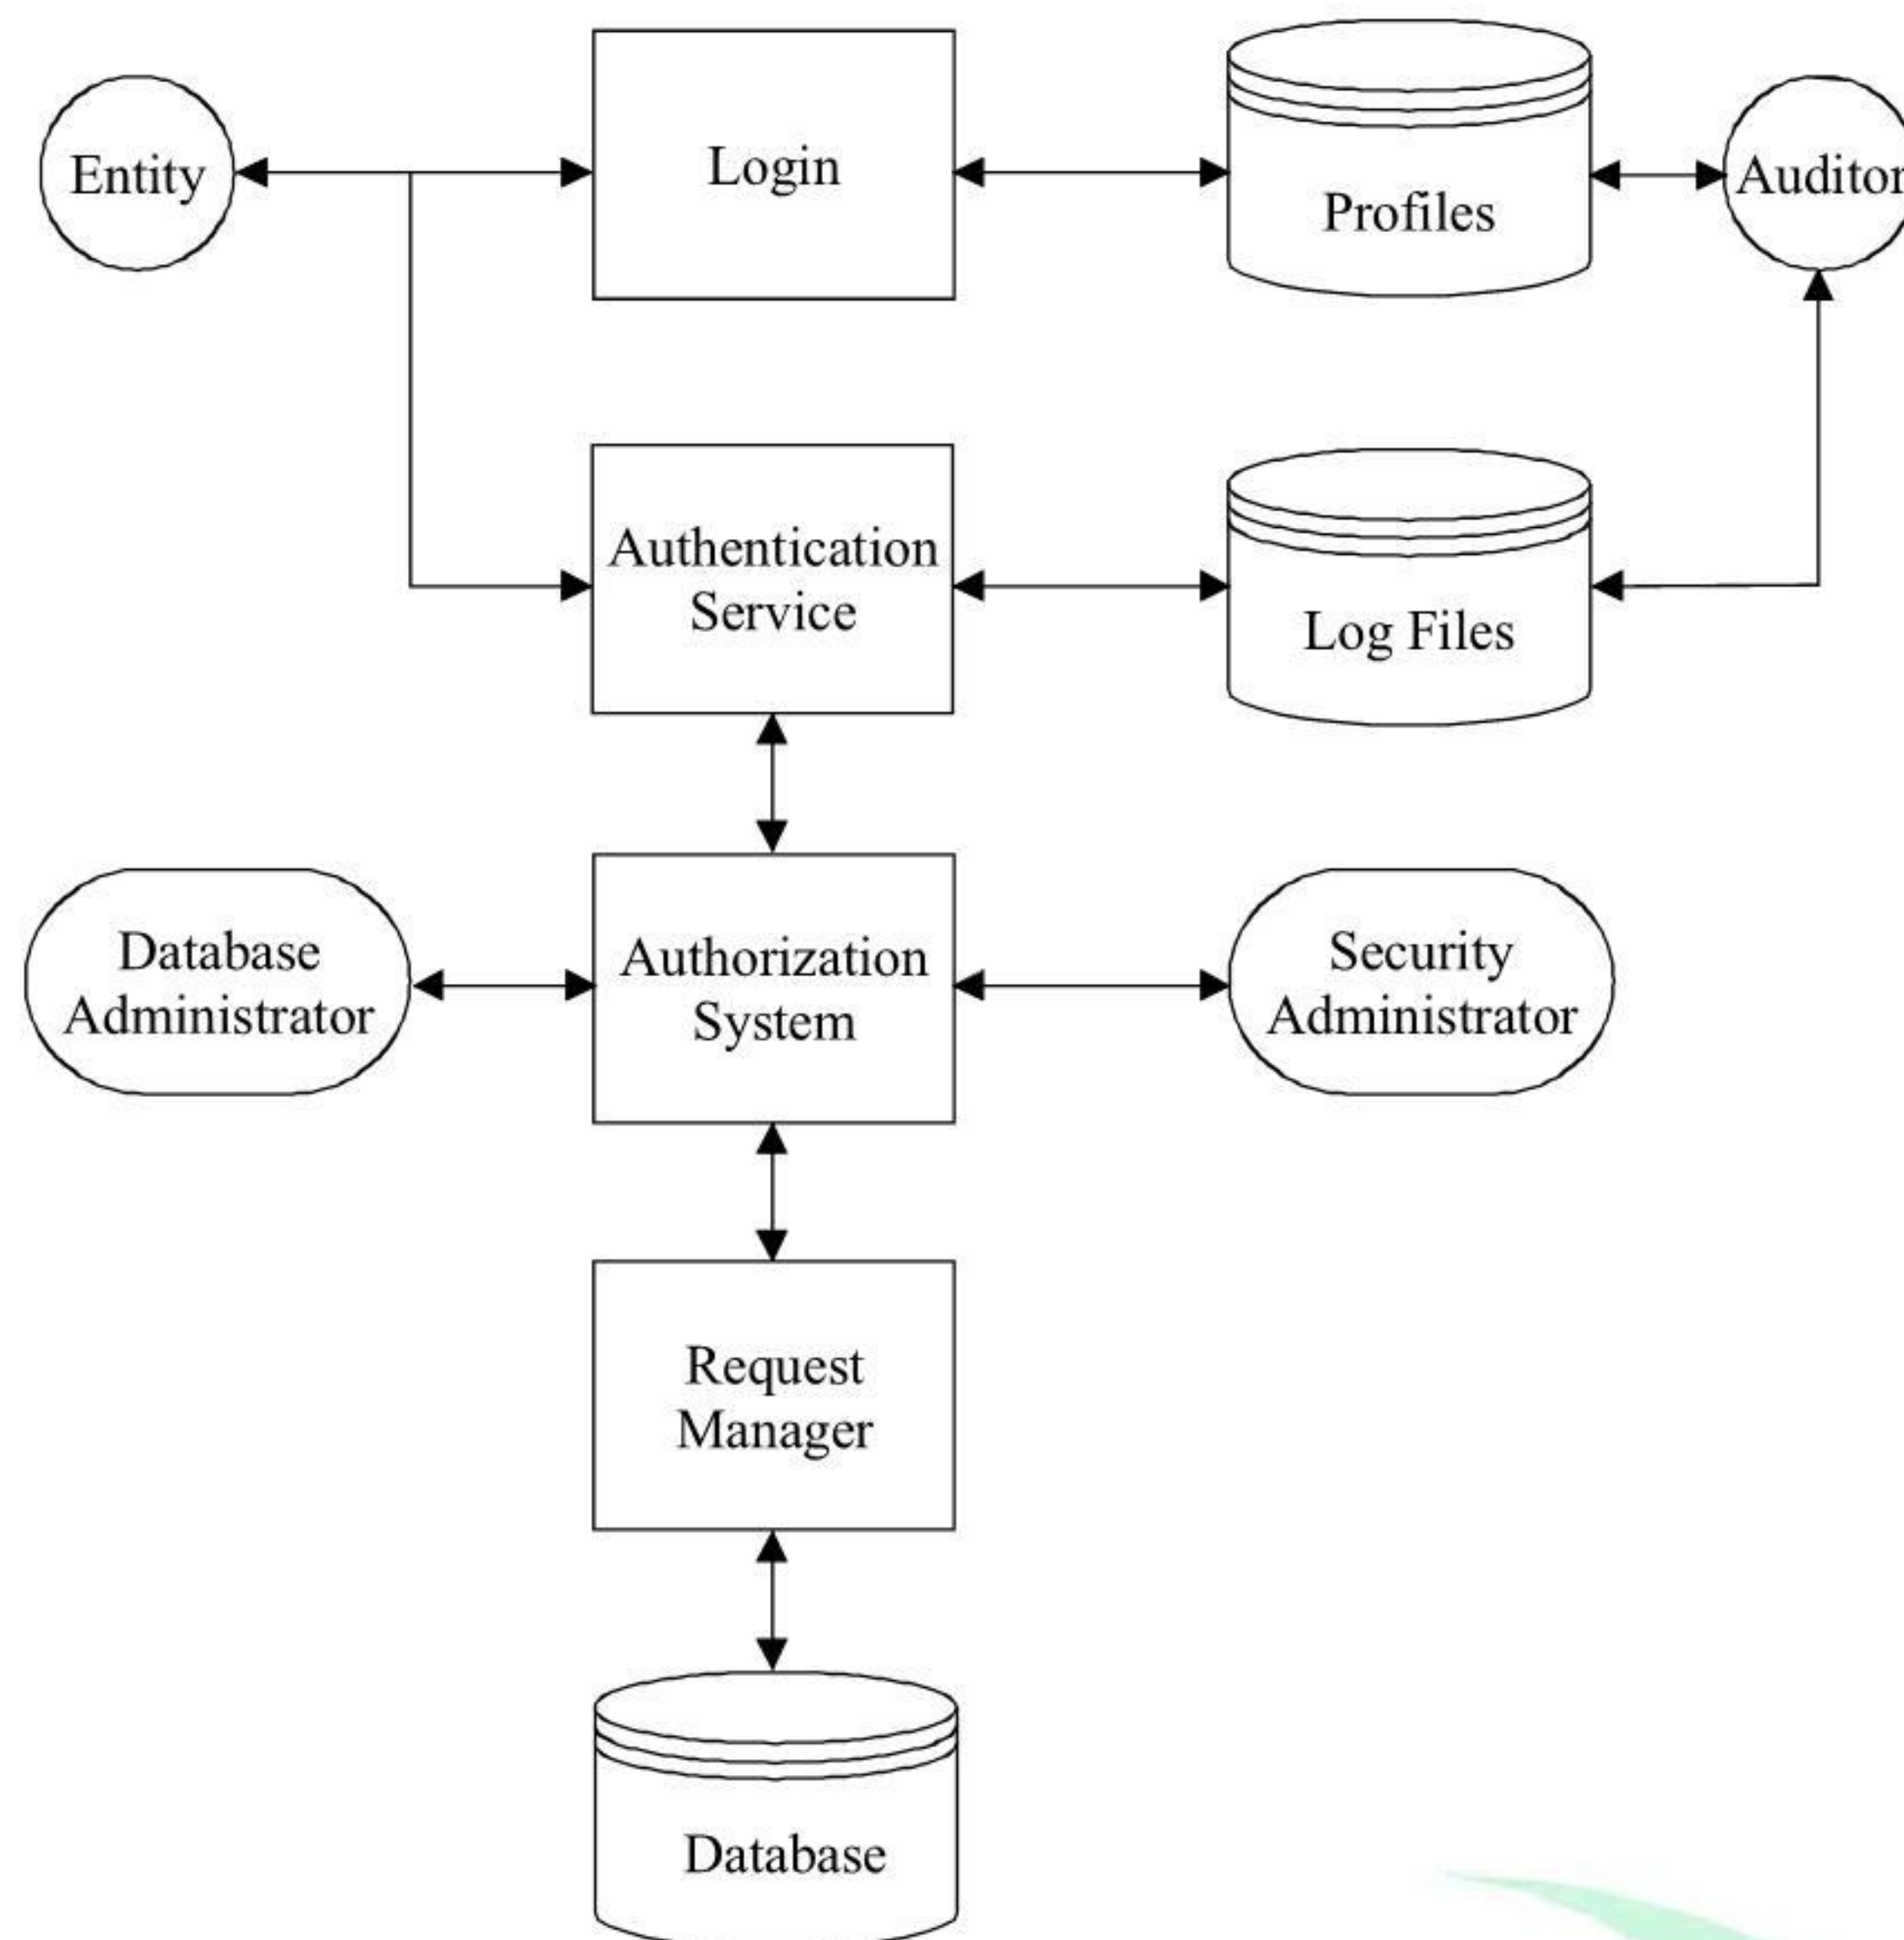 Entity
Login
Profiles
Auditor
Authentication
Service
Log Files
Database
Administrator
Authorization
System
Security
Administrator
Request
Manager
Database